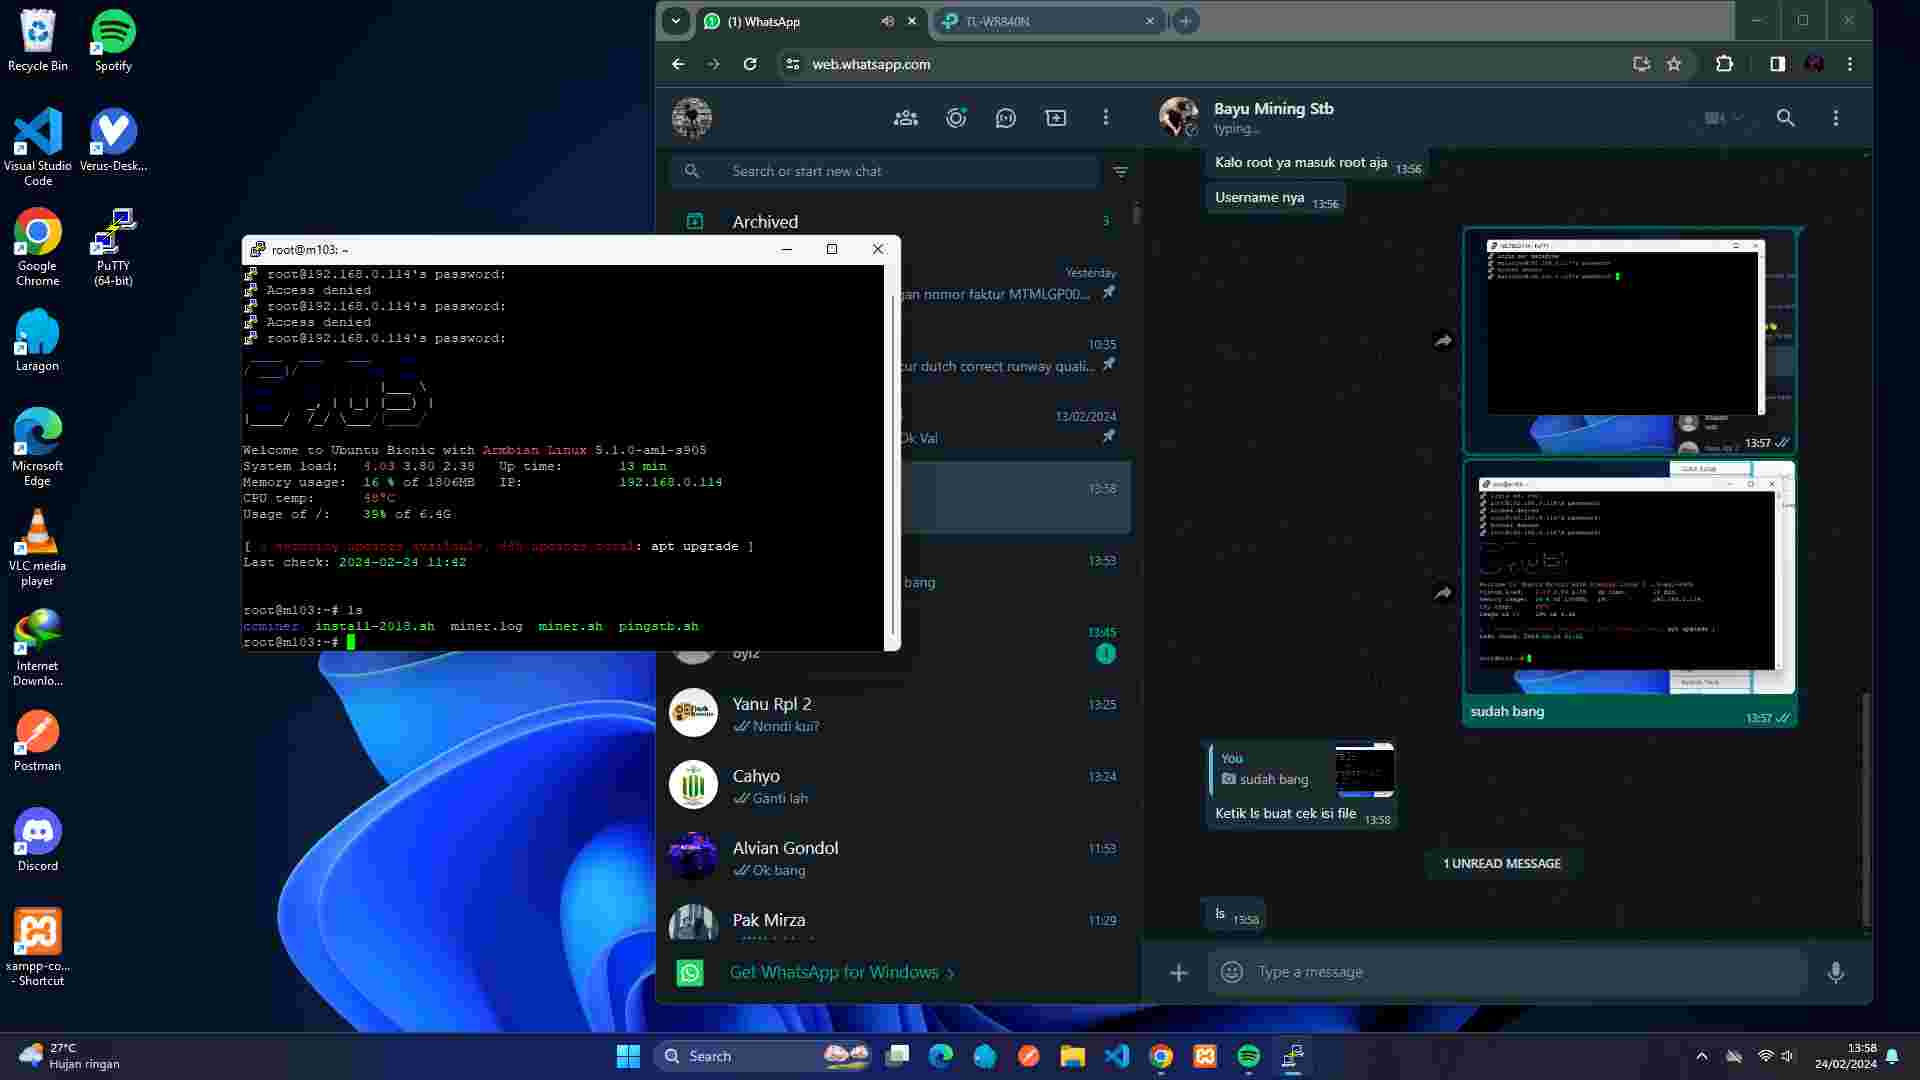 Recycle Bin
Spotify
Visual Studio
Code
Verus-Desk...
Google
Chrome
PuTTY
(64-bit)
Laragon
Microsoft
Edge
VLC media
player
Internet
Downlo...
Postman
Discord
xampp-co...
- Shortcut
(1) WhatsApp
TL-WR840N
web.whatsapp.com
Search or start new chat
Archived
3
Yesterday
gan nomor faktur MTMLGP00...
10:35
tur dutch correct runway quali...
13/02/2024
Ok Val
13:58
13:53
bang
13:45
1
Yanu Rpl 2
13:25
Nondi kui?
Cahyo
13:24
Ganti lah
Alvian Gondol
11:53
Ok bang
Pak Mirza
11:29
Get WhatsApp for Windows
root@m103: ~
root@192.168.0.114's password:
Access denied
root@192.168.0.114's password:
Access denied
root@192.168.0.114's password:
Welcome to Ubuntu Bionic with Armbian Linux 5.1.0-aml-s905
System load: 4.03 3.80 2.38 Up time: 13 min
Memory usage: 16 % of 1806MB IP: 192.168.0.114
CPU temp: 48°C
Usage of /: 39% of 6.4G
security updates available, updates total: apt upgrade ]
Last check: 2024-02-24 11:42
root@m103:~# ls
ccminer install-2018.sh miner.log miner.sh pingstb.sh
root@m103:~#
Bayu Mining Stb
typing...
Kalo root ya masuk root aja 13:56
Username nya 13:56
13:57
sudah bang
13:57
You
sudah bang
Ketik ls buat cek isi file 13:58
1 UNREAD MESSAGE
ls 13:58
Type a message
27°C
Hujan ringan
Search
13:58
24/02/2024